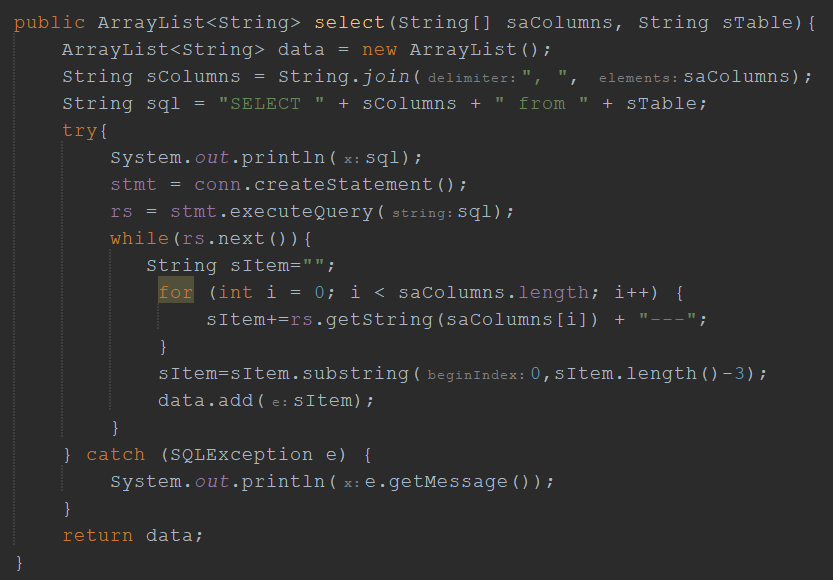 public ArrayList<String> select(String[] saColumns, String sTable){
    ArrayList<String> data = new ArrayList();
    String sColumns = String.join( delimiter: ", ",  elements: saColumns);
    String sql = "SELECT " + sColumns + " from " + sTable;
    try{
        System.out.println( x: sql);
        stmt = conn.createStatement();
        rs = stmt.executeQuery( string: sql);
        while(rs.next()){
           String sItem="";
            for (int i = 0; i < saColumns.length; i++) {
                sItem+=rs.getString(saColumns[i]) + "---";
            }
            sItem=sItem.substring( beginIndex: 0,sItem.length()-3);
            data.add( e: sItem);
        }
    } catch (SQLException e) {
        System.out.println( x: e.getMessage());
    }
    return data;
}